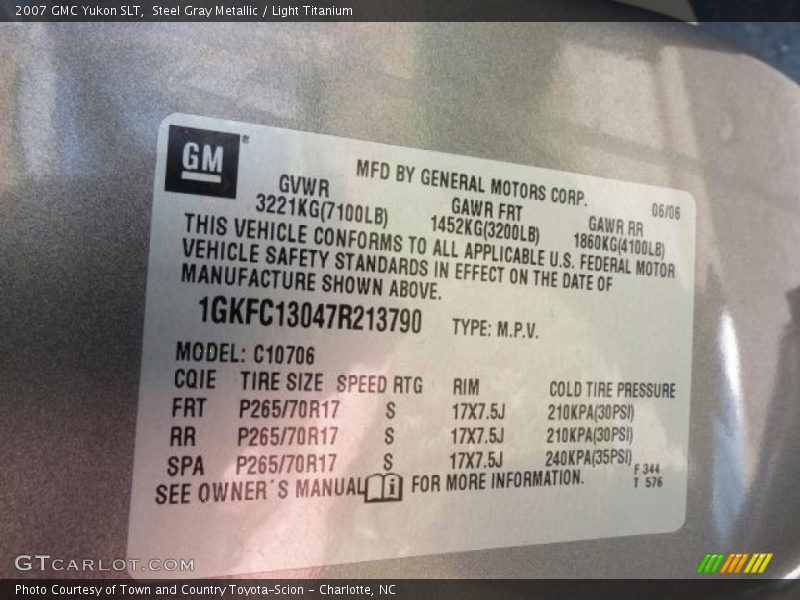 2007 GMC Yukon SLT, Steel Gray Metallic / Light Titanium
GM®
MFD BY GENERAL MOTORS CORP.
06/06
GVWR GAWR FRT GAWR RR
3221KG(7100LB) 1452KG(3200LB) 1860KG(4100LB)
THIS VEHICLE CONFORMS TO ALL APPLICABLE U.S. FEDERAL MOTOR
VEHICLE SAFETY STANDARDS IN EFFECT ON THE DATE OF
MANUFACTURE SHOWN ABOVE.
1GKFC13047R213790 TYPE: M.P.V.
MODEL: C10706
CQIE TIRE SIZE SPEED RTG RIM COLD TIRE PRESSURE
FRT P265/70R17 S 17X7.5J 210KPA(30PSI)
RR P265/70R17 S 17X7.5J 210KPA(30PSI)
SPA P265/70R17 S 17X7.5J 240KPA(35PSI)
SEE OWNER´S MANUAL i FOR MORE INFORMATION.
F 344
T 576
GTCARLOT.COM
Photo Courtesy of Town and Country Toyota-Scion - Charlotte, NC